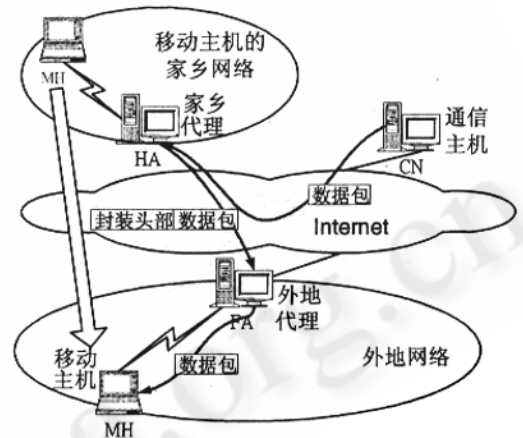 移动主机的
家乡网络
MH
家乡
代理
HA
通信
主机
CN
数据包
封装头部 数据包
Internet
外地
代理
FA
移动
主机
数据包
外地网络
MH
.org.cn